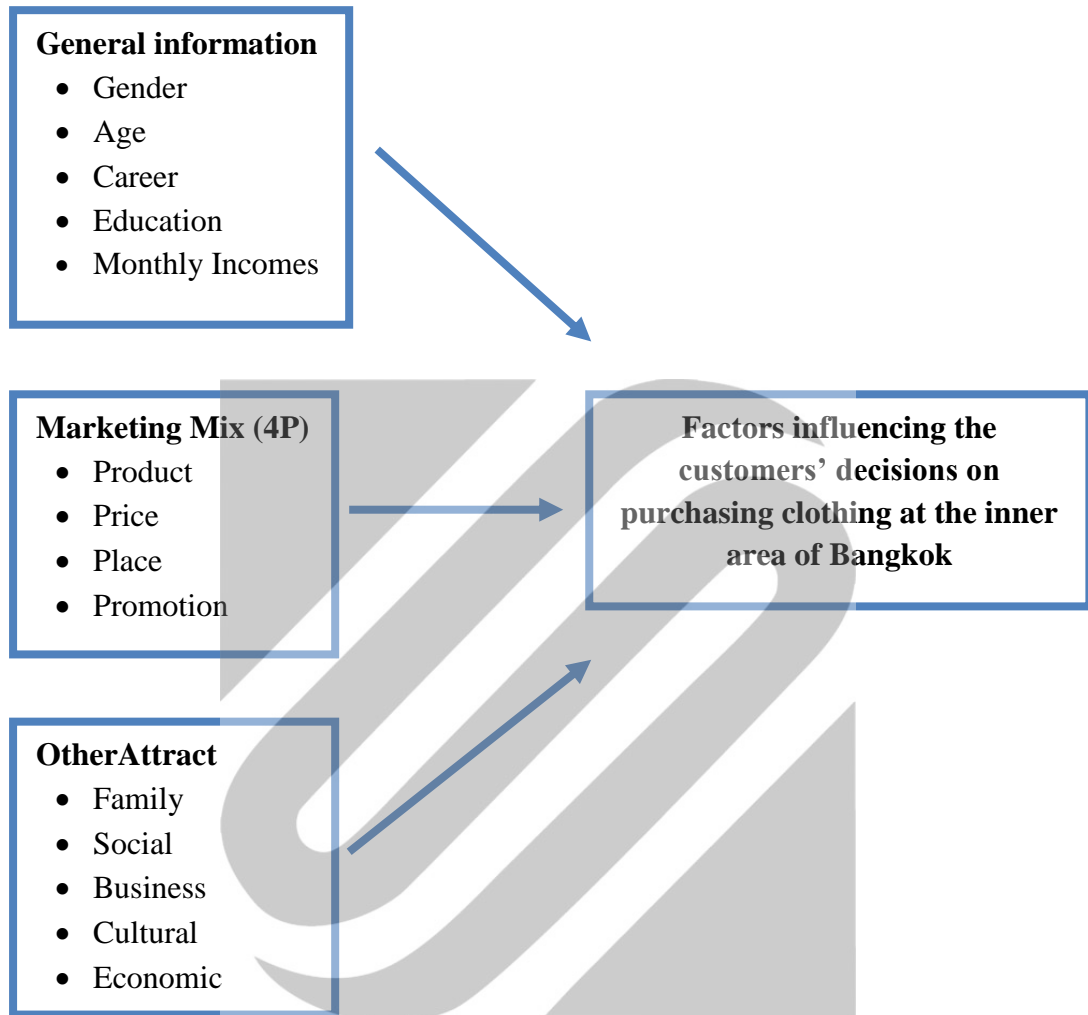 General information
• Gender
• Age
• Career
• Education
• Monthly Incomes
Marketing Mix (4P)
• Product
• Price
• Place
• Promotion
Factors influencing the
customers’ decisions on
purchasing clothing at the inner
area of Bangkok
OtherAttract
• Family
• Social
• Business
• Cultural
• Economic